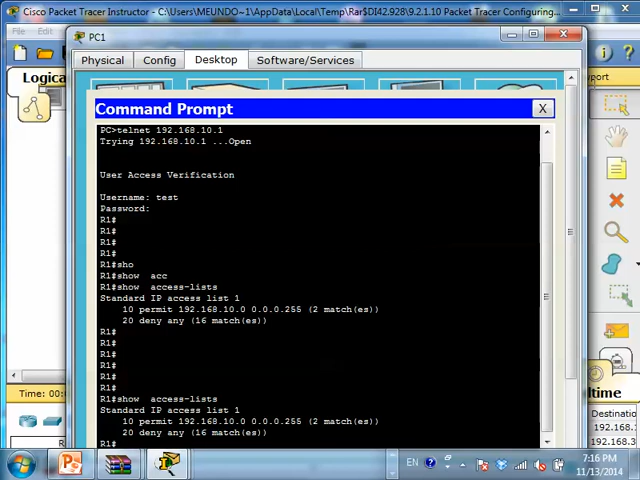 Cisco Packet Tracer Instructor - C:\Users\MEUNDO~1\AppData\Local\Temp\Rar$DI42.928\9.2.1.10 Packet Tracer Configuring...
File
PC1
Physical
Config
Desktop
Software/Services
Logica
Command Prompt
X
PC>telnet 192.168.10.1
Trying 192.168.10.1 ...Open
User Access Verification
Username: test
Password:
R1#
R1#
R1#
R1#
R1#sho
R1#show acc
R1#show access-lists
Standard IP access list 1
10 permit 192.168.10.0 0.0.0.255 (2 match(es))
20 deny any (16 match(es))
R1#
R1#
R1#
R1#
R1#
R1#
R1#show access-lists
Standard IP access list 1
10 permit 192.168.10.0 0.0.0.255 (2 match(es))
20 deny any (16 match(es))
R1#
Time: 00:0
ltime
Destinatio
192.168.1
192.168.3
EN
7:16 PM
11/13/2014